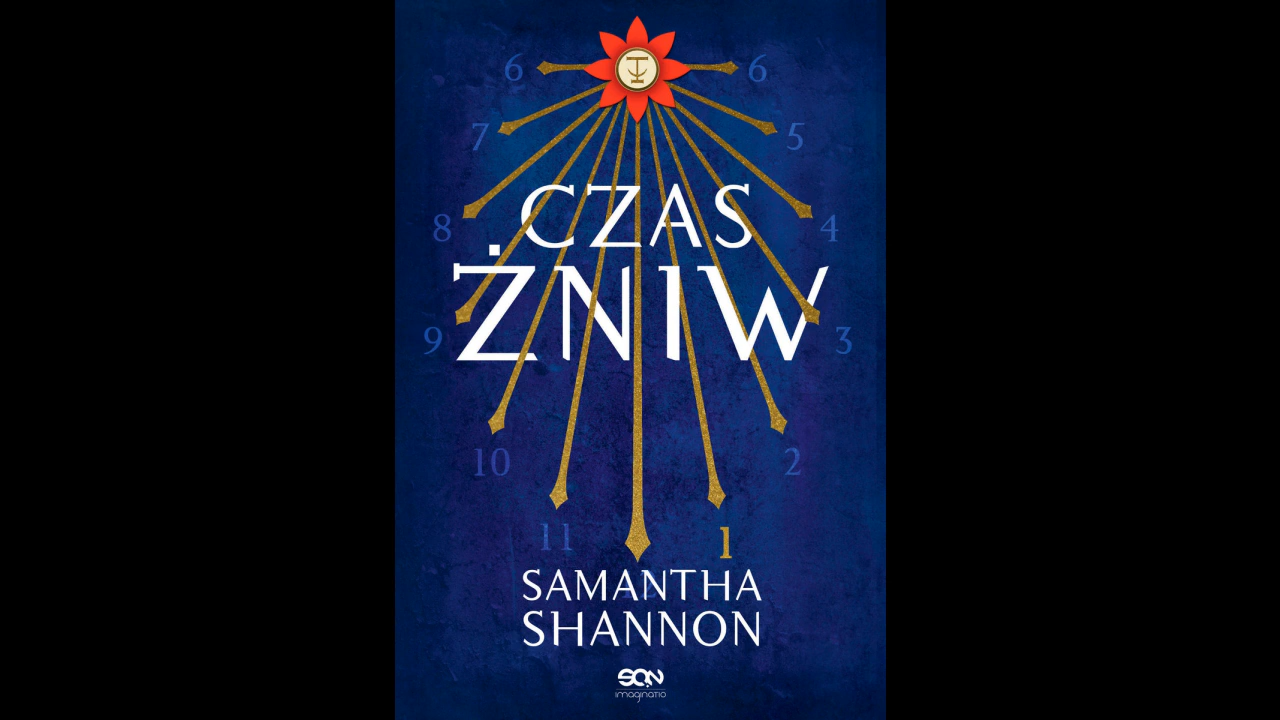 6 6
7 5
CZAS
8 4
ŻNIW
9 3
10 2
11 1
SAMANTHA
SHANNON
SQN
imaginatio